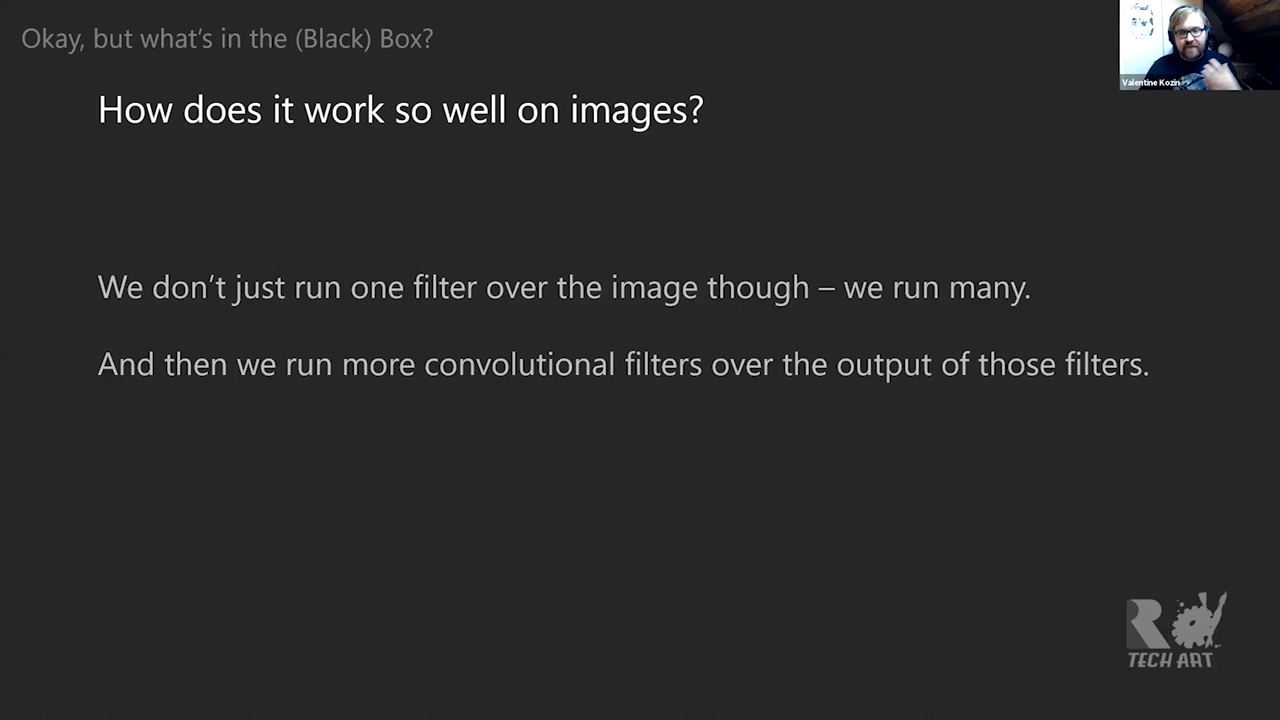 Okay, but what's in the (Black) Box?
Valentine Kozin
How does it work so well on images?
We don't just run one filter over the image though – we run many.
And then we run more convolutional filters over the output of those filters.
R
TECH ART